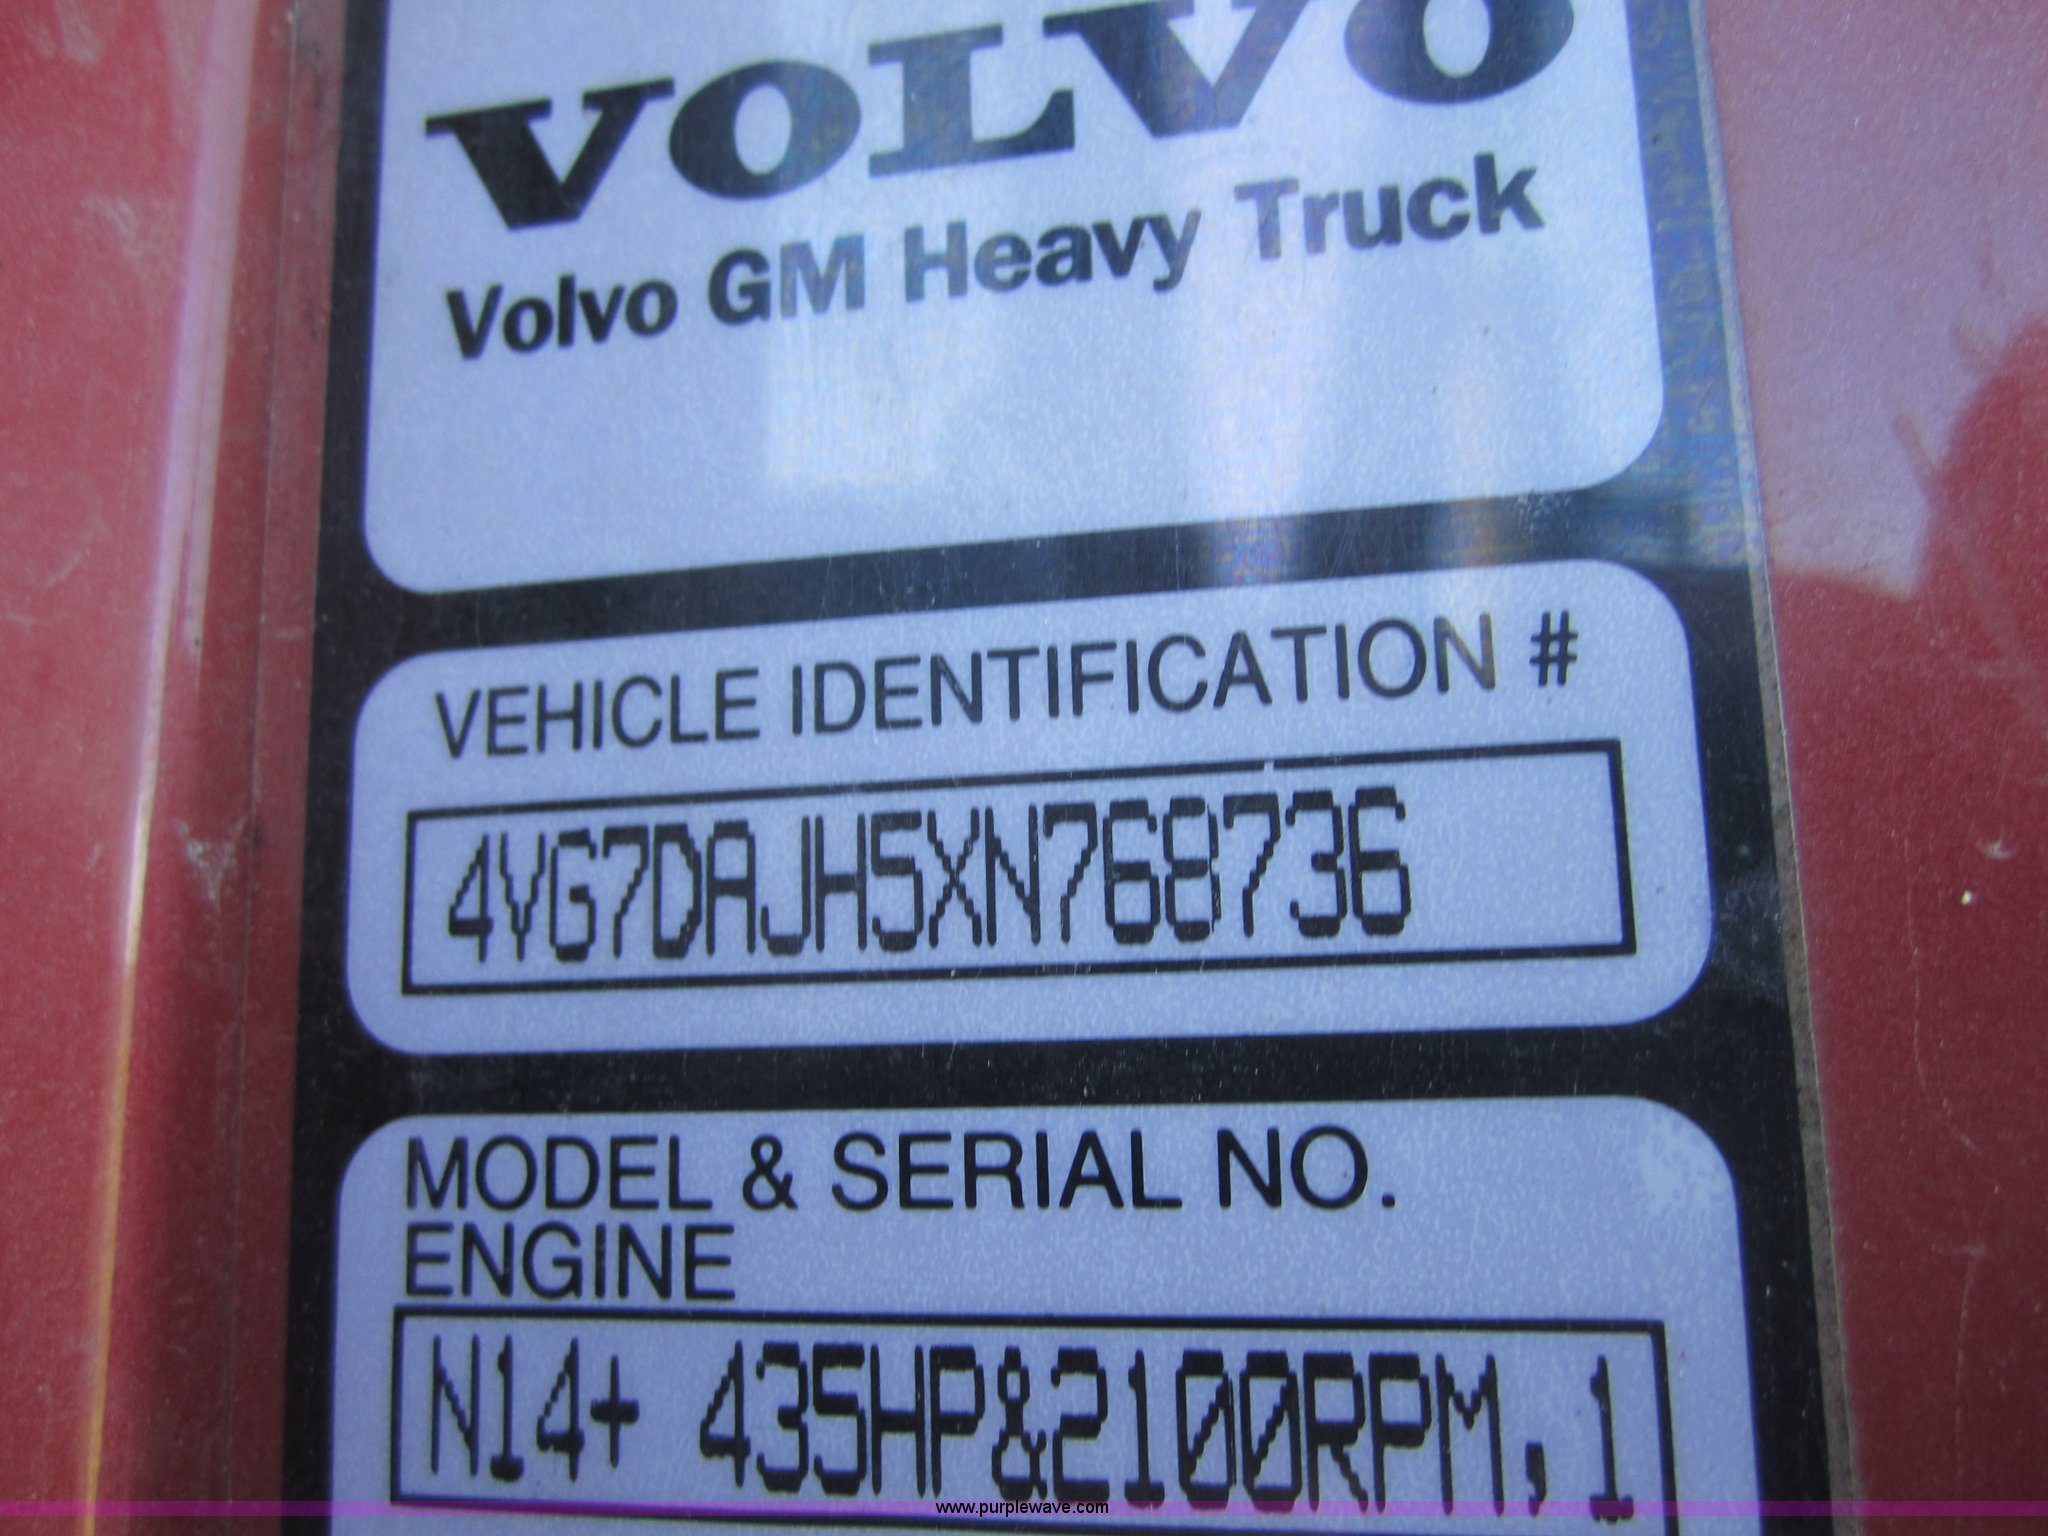 VOLVO
Volvo GM Heavy Truck
VEHICLE IDENTIFICATION #
4VG7DAJH5XN768736
MODEL & SERIAL NO.
ENGINE
N14+ 435HP&2100RPM,1
www.purplewave.com